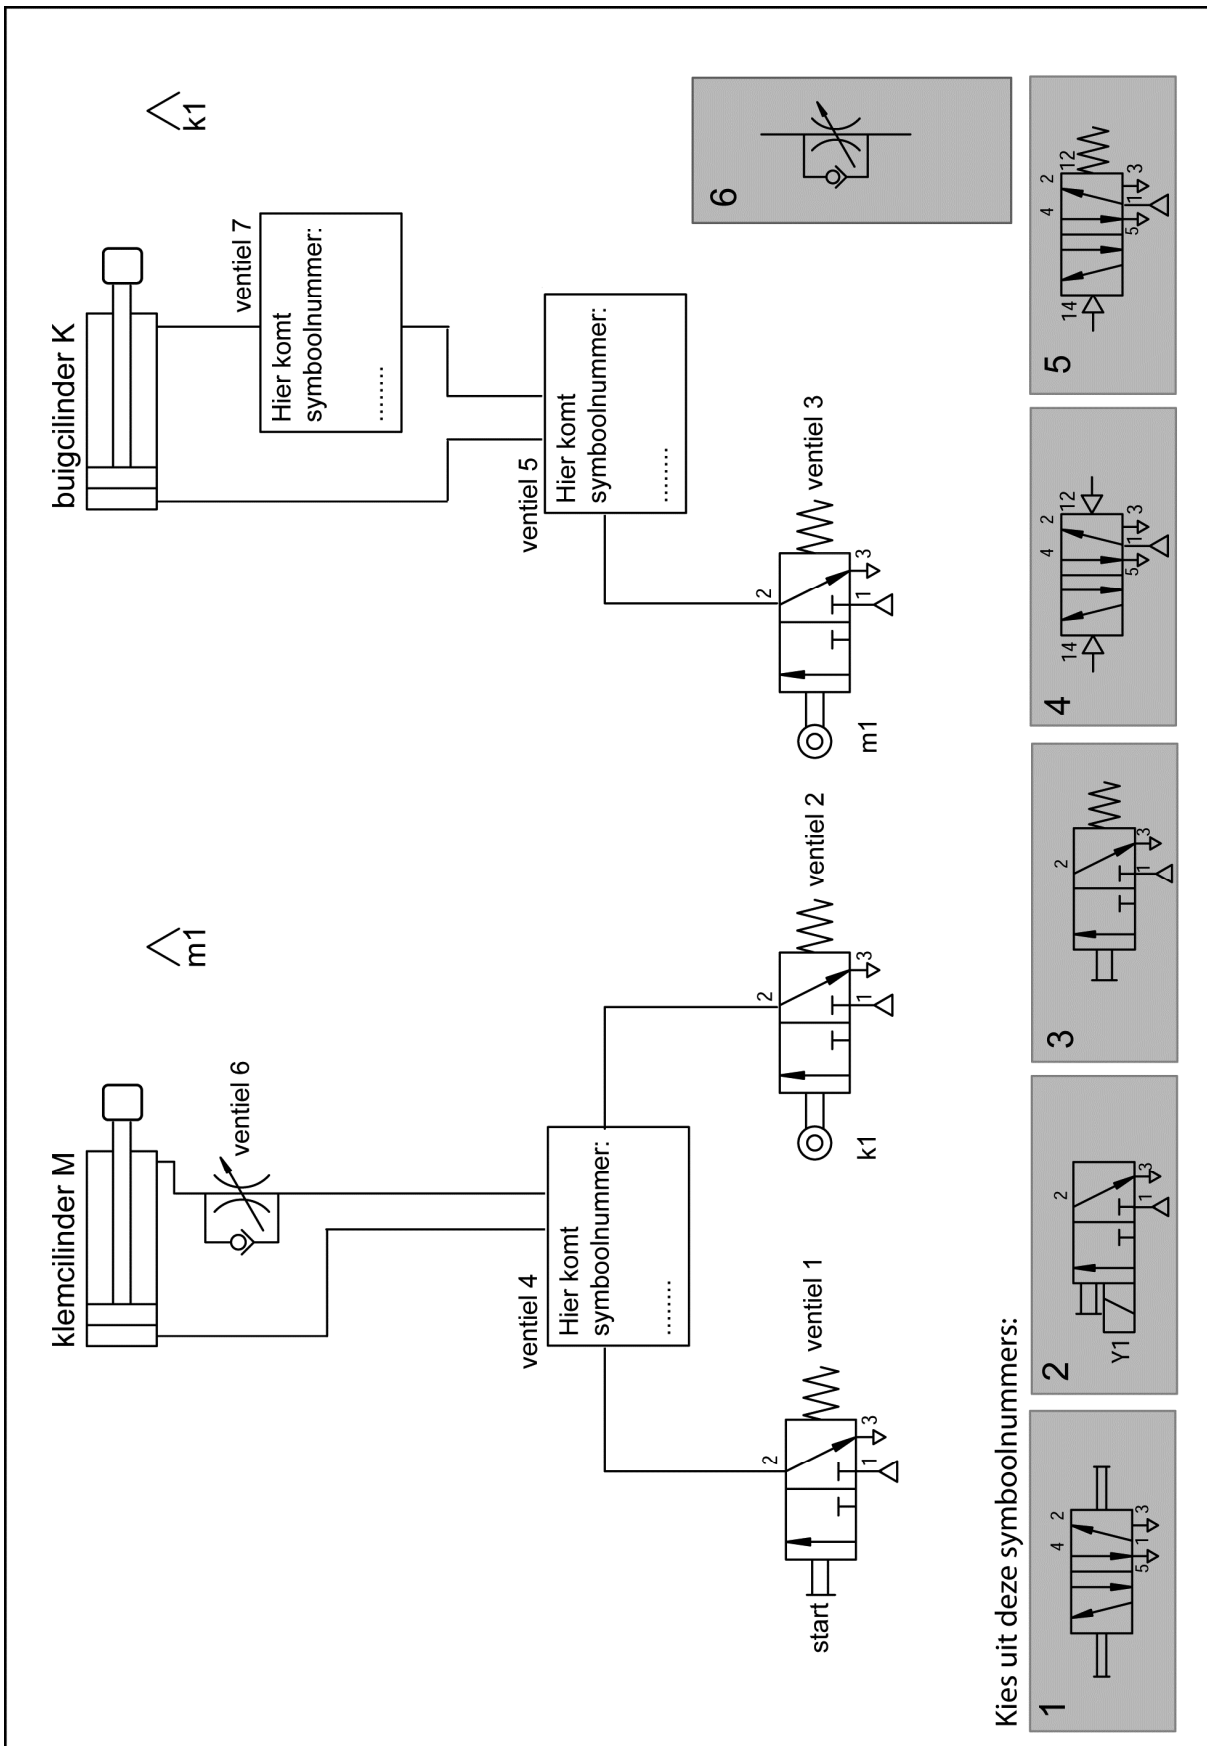 klemcilinder M
m1
buigcilinder K
k1
ventiel 6
ventiel 7
Hier komt
symboolnummer:
.......
ventiel 4
Hier komt
symboolnummer:
........
ventiel 5
Hier komt
symboolnummer:
........
start
2
1
3
ventiel 1
k1
2
1
3
ventiel 2
m1
2
1
3
ventiel 3
6
Kies uit deze symboolnummers:
1
4
2
5
1
3
2
Y1
2
1
3
3
2
1
3
4
14
4
2
12
5
1
3
5
14
4
2
12
5
1
3